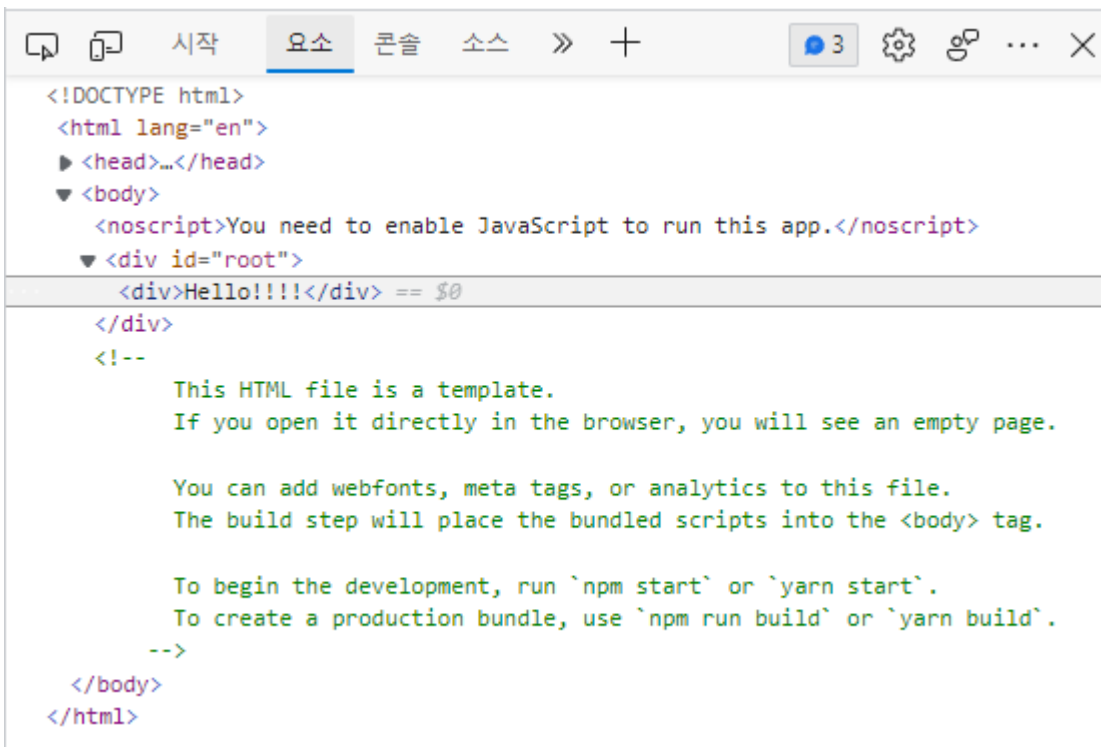 시작 요소 콘솔 소스 3
<!DOCTYPE html>
<html lang="en">
<head>…</head>
<body>
<noscript>You need to enable JavaScript to run this app.</noscript>
<div id="root">
<div>Hello!!!!</div> == $0
</div>
<!--
This HTML file is a template.
If you open it directly in the browser, you will see an empty page.
You can add webfonts, meta tags, or analytics to this file.
The build step will place the bundled scripts into the <body> tag.
To begin the development, run `npm start` or `yarn start`.
To create a production bundle, use `npm run build` or `yarn build`.
-->
</body>
</html>